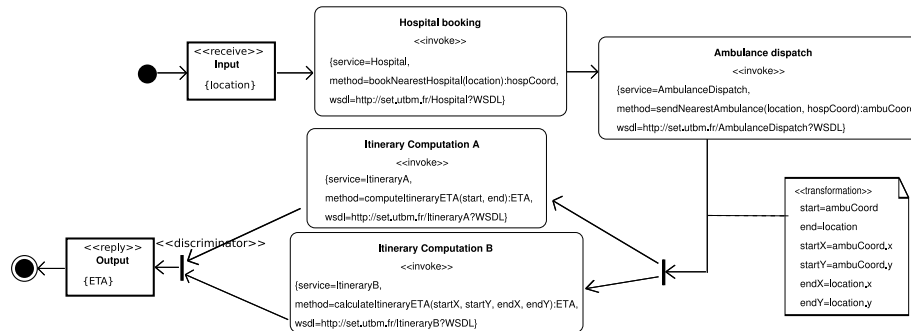 <<receive>>
Input
{location}
Hospital booking
<<invoke>>
{service=Hospital,
method=bookNearestHospital(location):hospCoord,
wsdl=http://set.utbm.fr/Hospital?WSDL}
Ambulance dispatch
<<invoke>>
{service=AmbulanceDispatch,
method=sendNearestAmbulance(location, hospCoord):ambuCoord
wsdl=http://set.utbm.fr/AmbulanceDispatch?WSDL}
<<transformation>>
start=ambuCoord
end=location
startX=ambuCoord.x
startY=ambuCoord.y
endX=location.x
endY=location.y
Itinerary Computation A
<<invoke>>
{service=ItineraryA,
method=computeItineraryETA(start, end):ETA,
wsdl=http://set.utbm.fr/ItineraryA?WSDL}
Itinerary Computation B
<<invoke>>
{service=ItineraryB,
method=calculateItineraryETA(startX, startY, endX, endY):ETA,
wsdl=http://set.utbm.fr/ItineraryB?WSDL}
<<discriminator>>
<<reply>>
Output
{ETA}